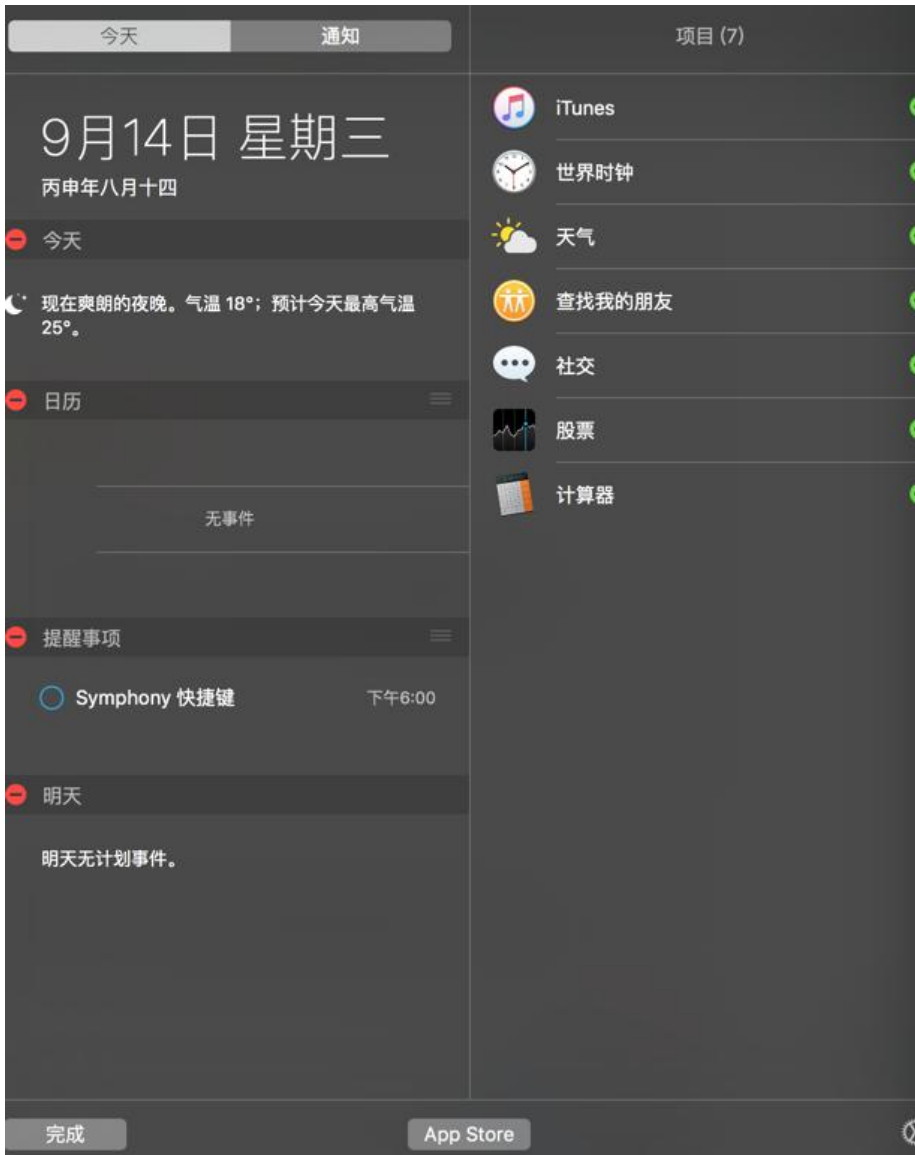 今天
通知
9月14日 星期三
丙申年八月十四
今天
现在爽朗的夜晚。气温 18°；预计今天最高气温
25°。
日历
无事件
提醒事项
Symphony 快捷键
下午6:00
明天
明天无计划事件。
完成
项目 (7)
iTunes
世界时钟
天气
查找我的朋友
社交
股票
计算器
App Store